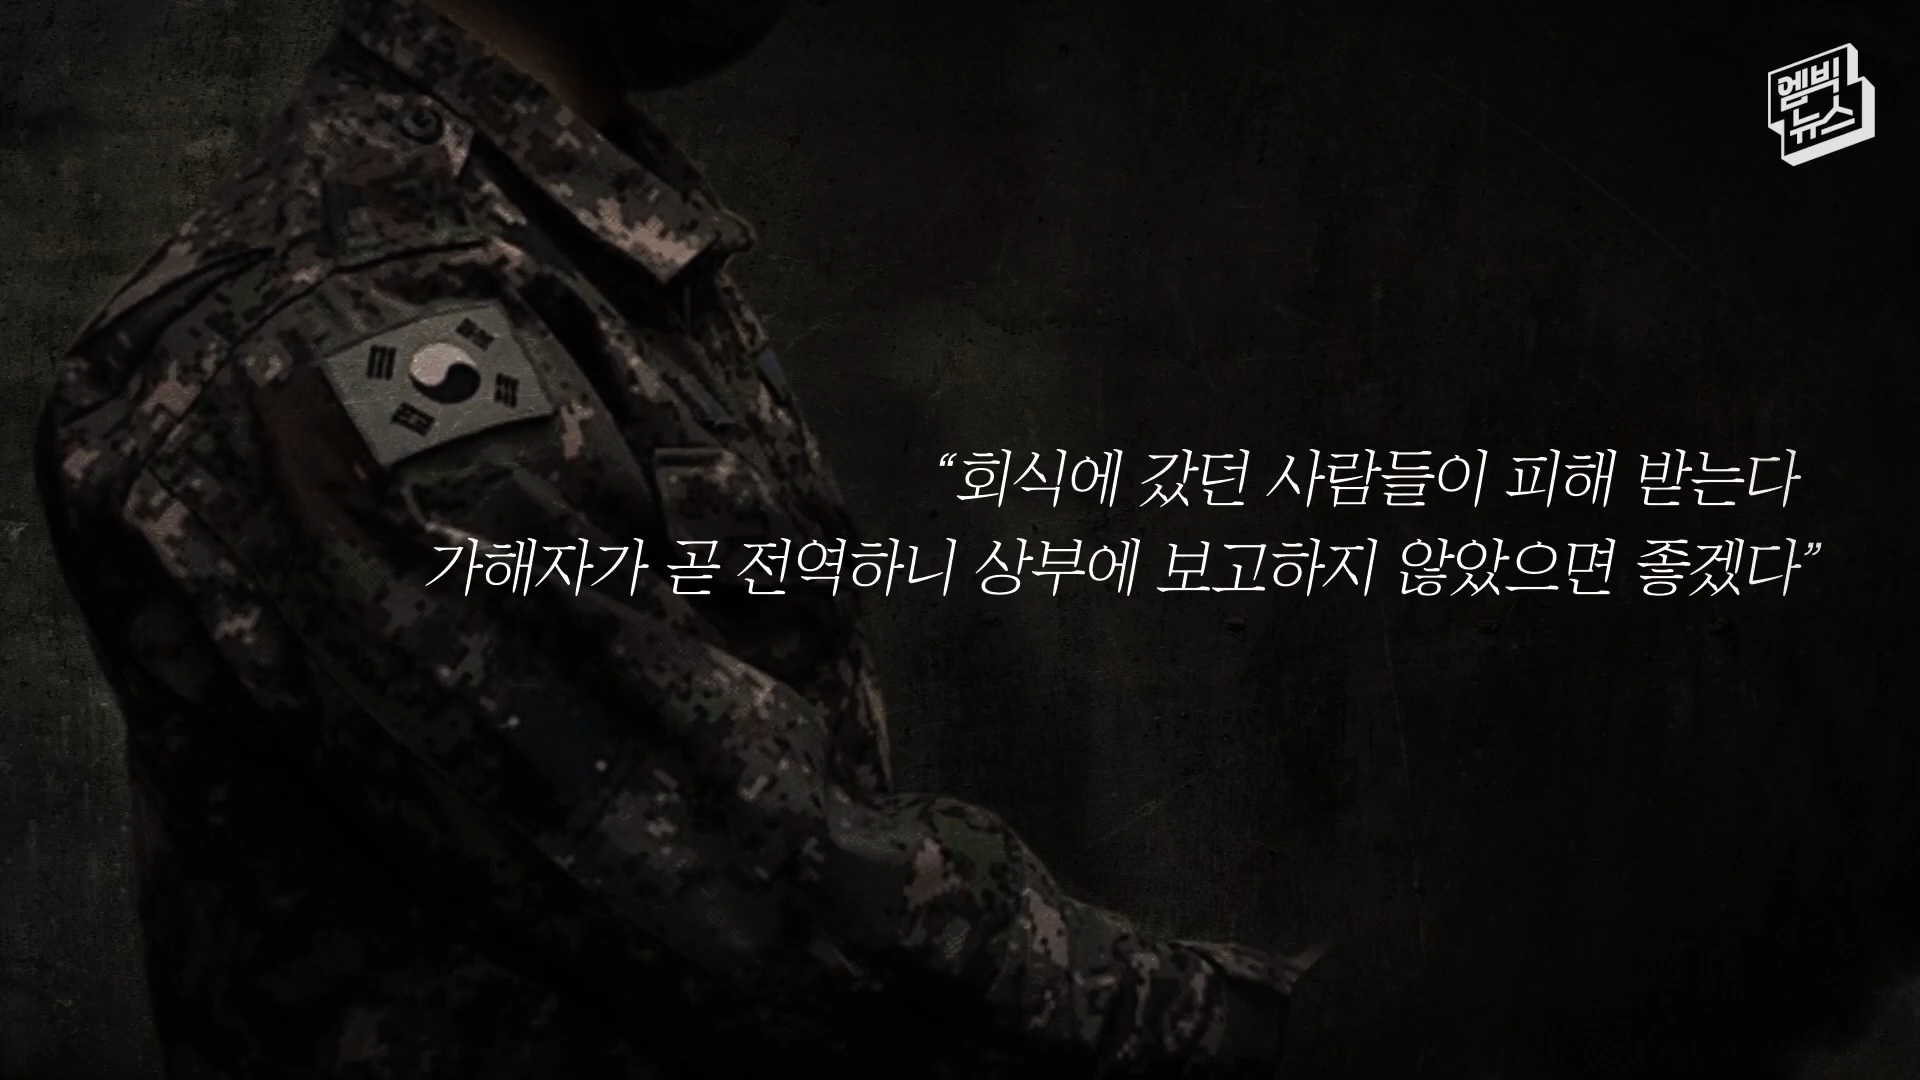 엠빅
뉴스
“회식에 갔던 사람들이 피해 받는다
가해자가 곧 전역하니 상부에 보고하지 않았으면 좋겠다”